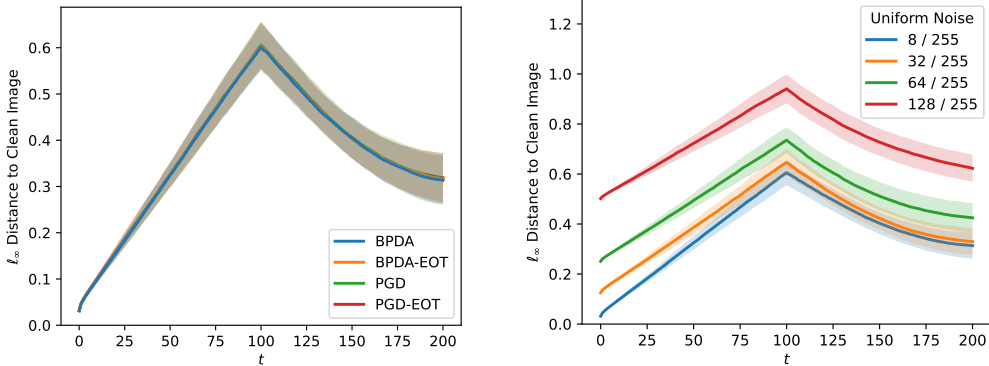 ℓ∞ Distance to Clean Image
0.6
0.5
0.4
0.3
0.2
0.1
0.0
0 25 50 75 100 125 150 175 200
t
BPDA
BPDA-EOT
PGD
PGD-EOT
ℓ∞ Distance to Clean Image
1.2
1.0
0.8
0.6
0.4
0.2
0.0
0 25 50 75 100 125 150 175 200
t
Uniform Noise
8 / 255
32 / 255
64 / 255
128 / 255